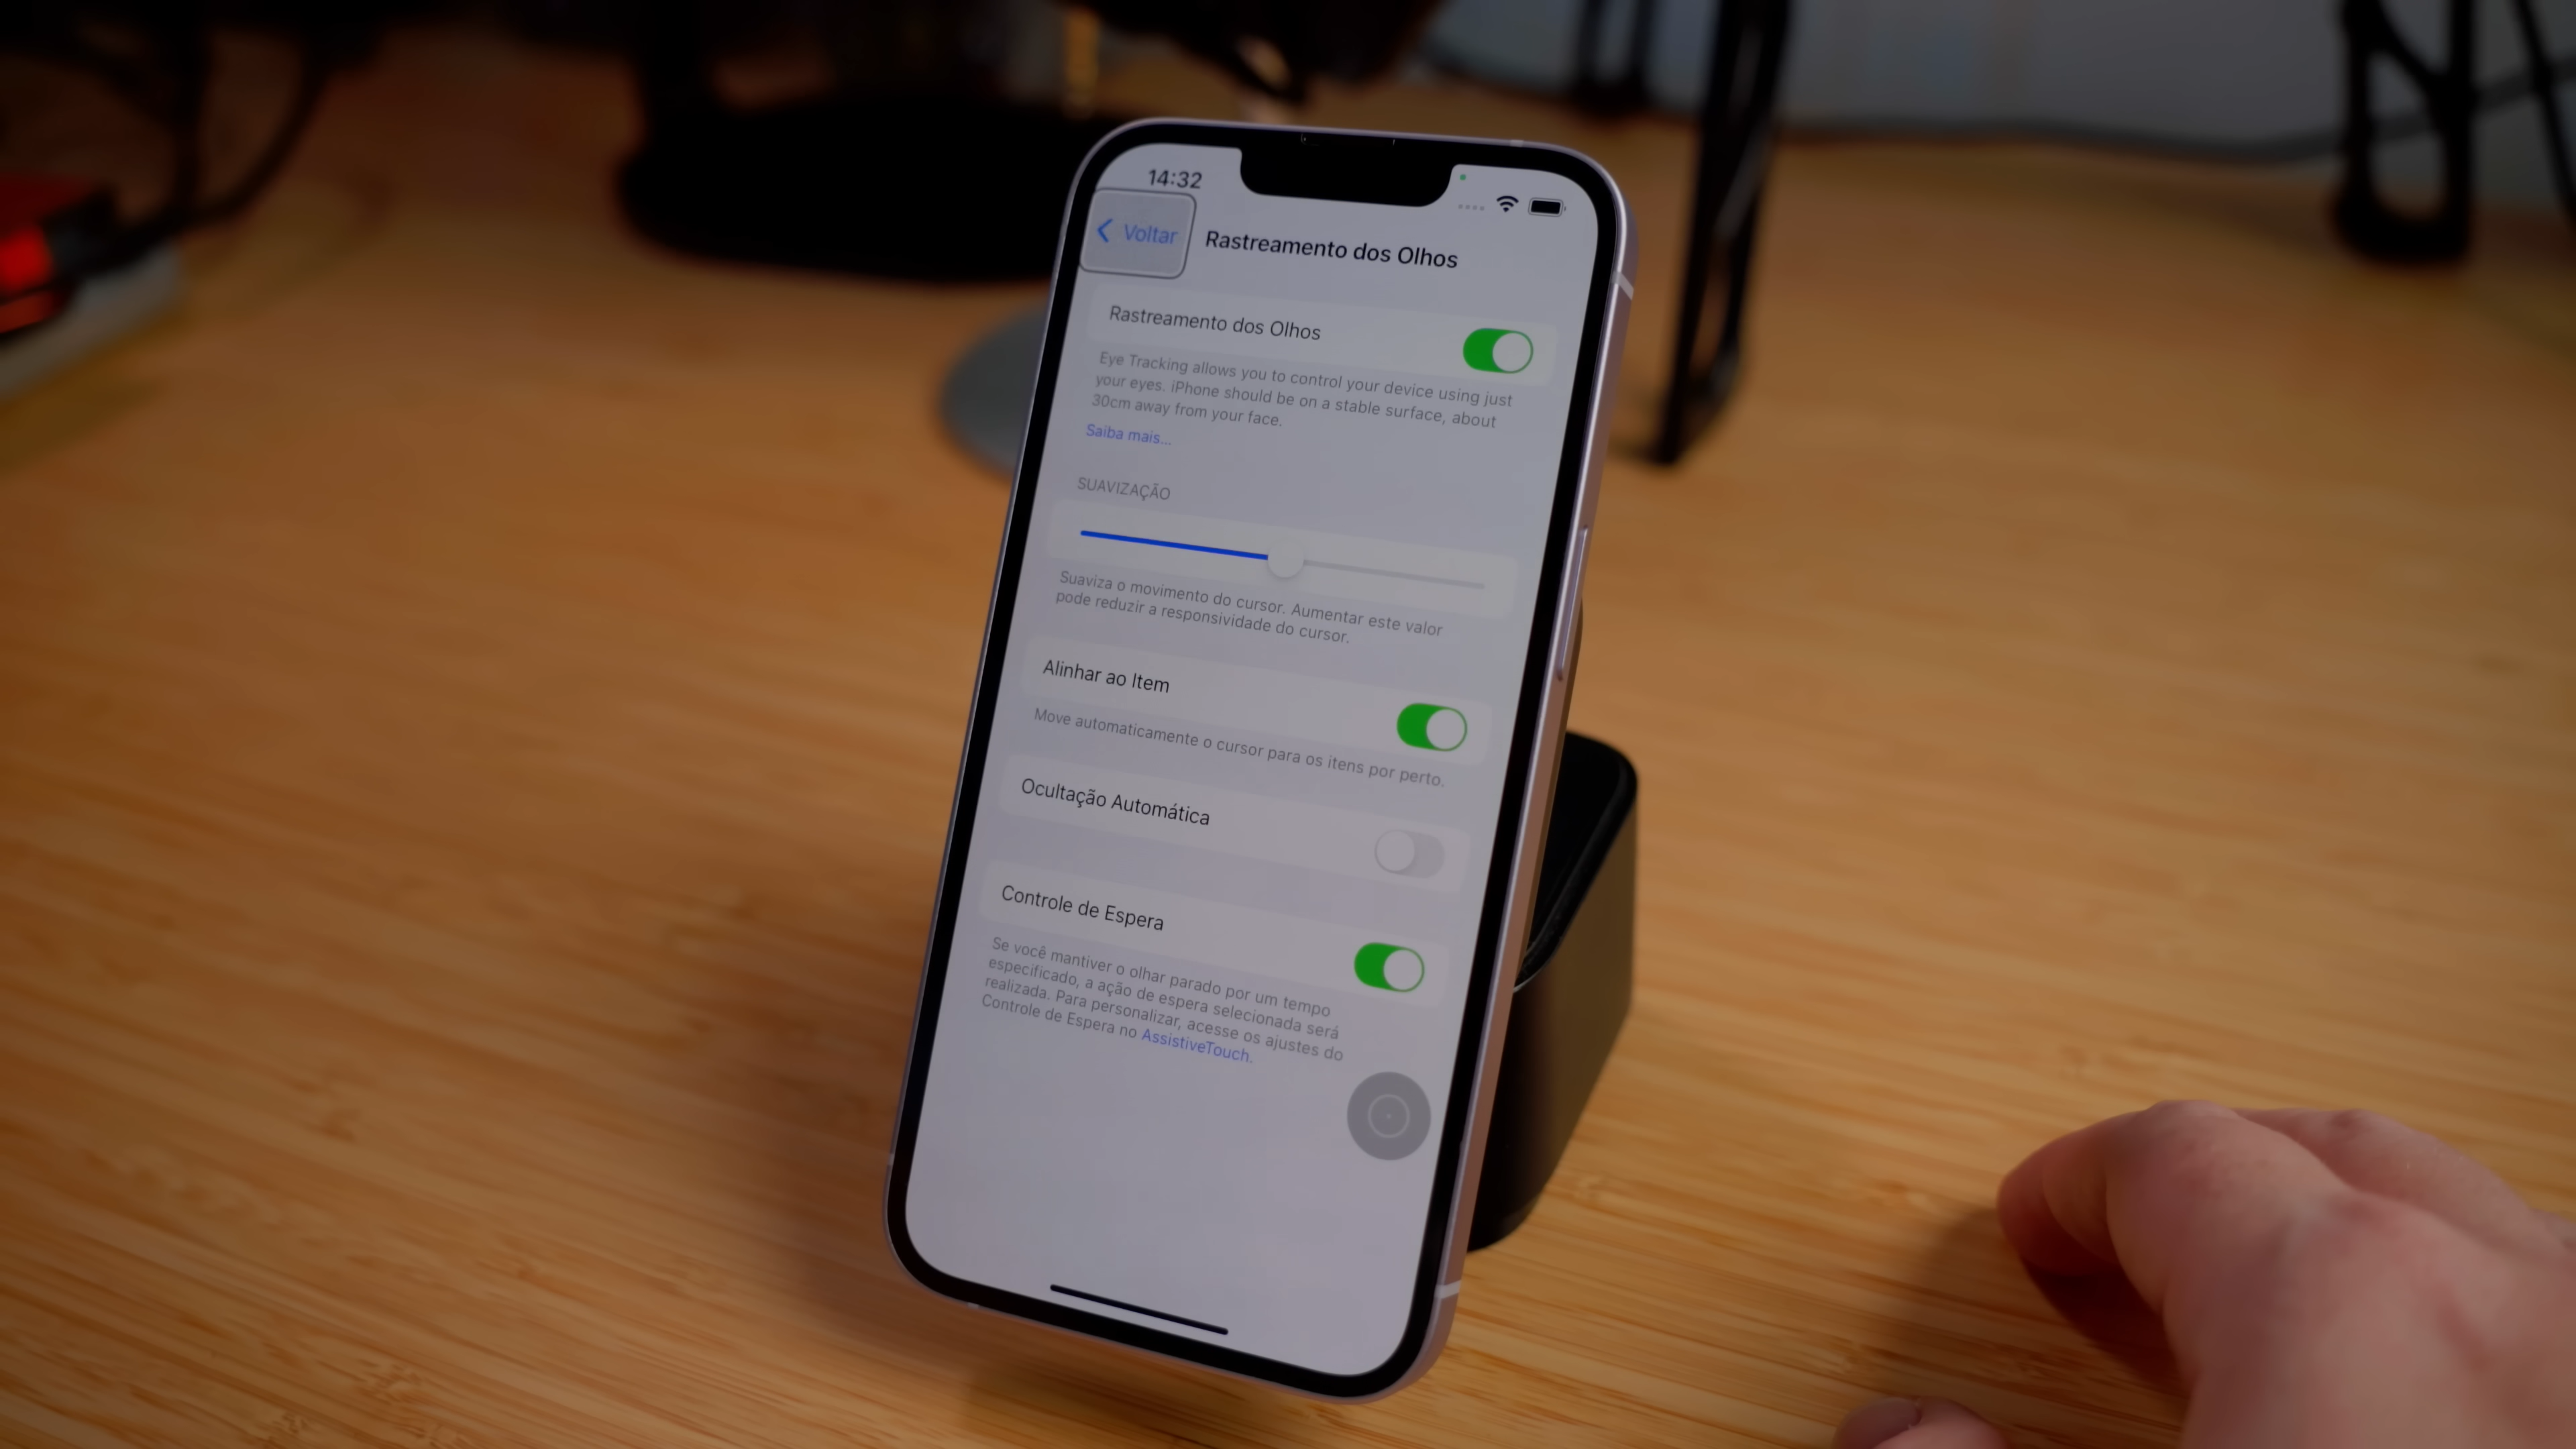 14:32
Voltar
Rastreamento dos Olhos
Rastreamento dos Olhos
Eye Tracking allows you to control your device using just
your eyes. iPhone should be on a stable surface, about
30cm away from your face.
Saiba mais...
SUAVIZAÇÃO
Suaviza o movimento do cursor. Aumentar este valor
pode reduzir a responsividade do cursor.
Alinhar ao Item
Move automaticamente o cursor para os itens por perto.
Ocultação Automática
Controle de Espera
Se você mantiver o olhar parado por um tempo
especificado, a ação de espera selecionada será
realizada. Para personalizar, acesse os ajustes do
Controle de Espera no AssistiveTouch.